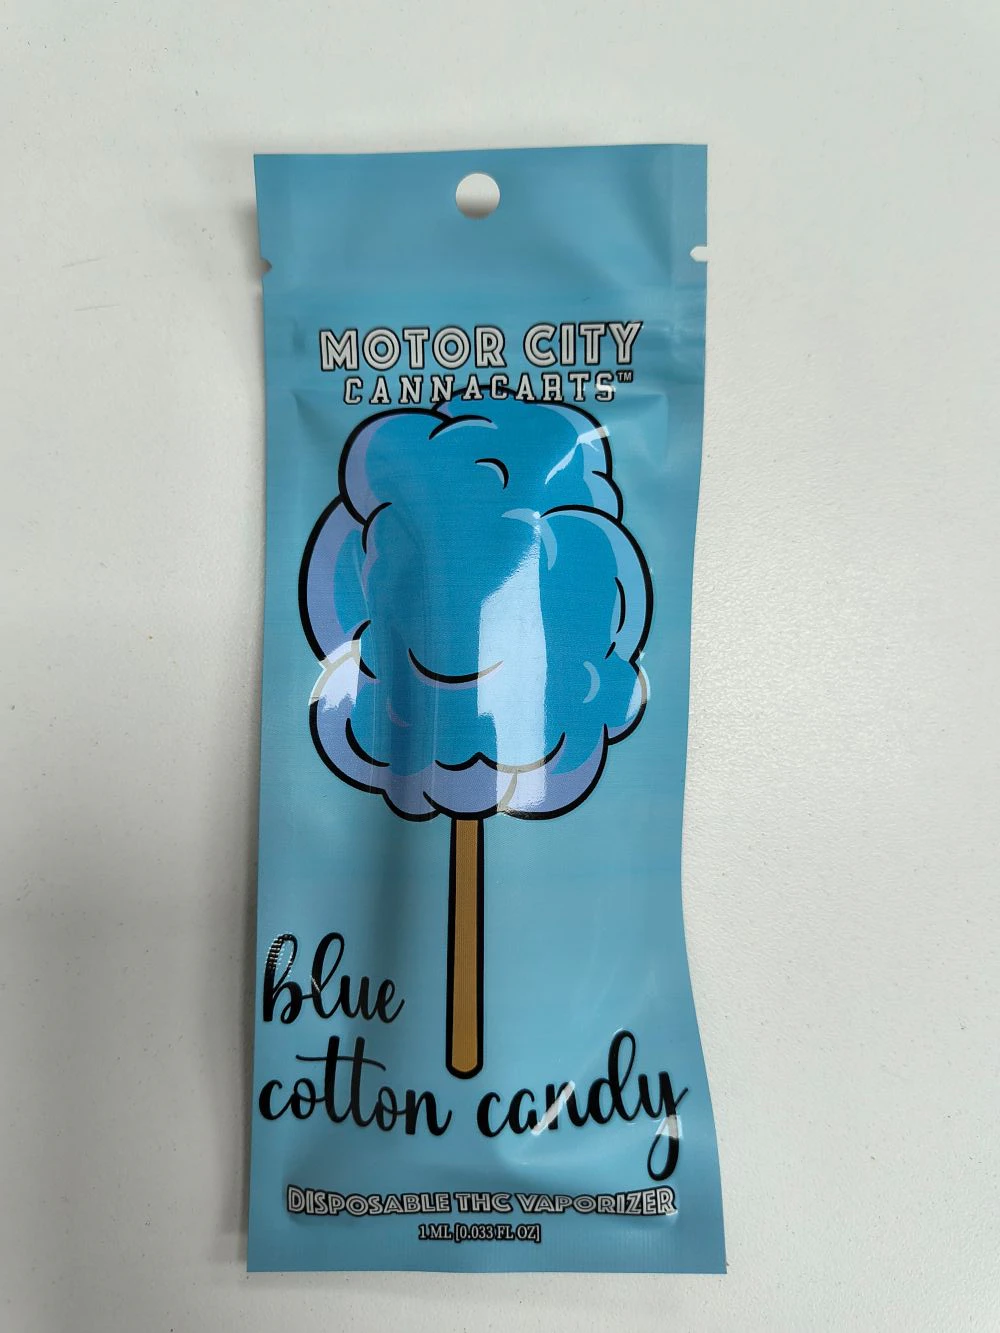 MOTOR CITY
CANNACARTS™
blue
cotton candy
DISPOSABLE THC VAPORIZER
1 ML [0.033 FL OZ]